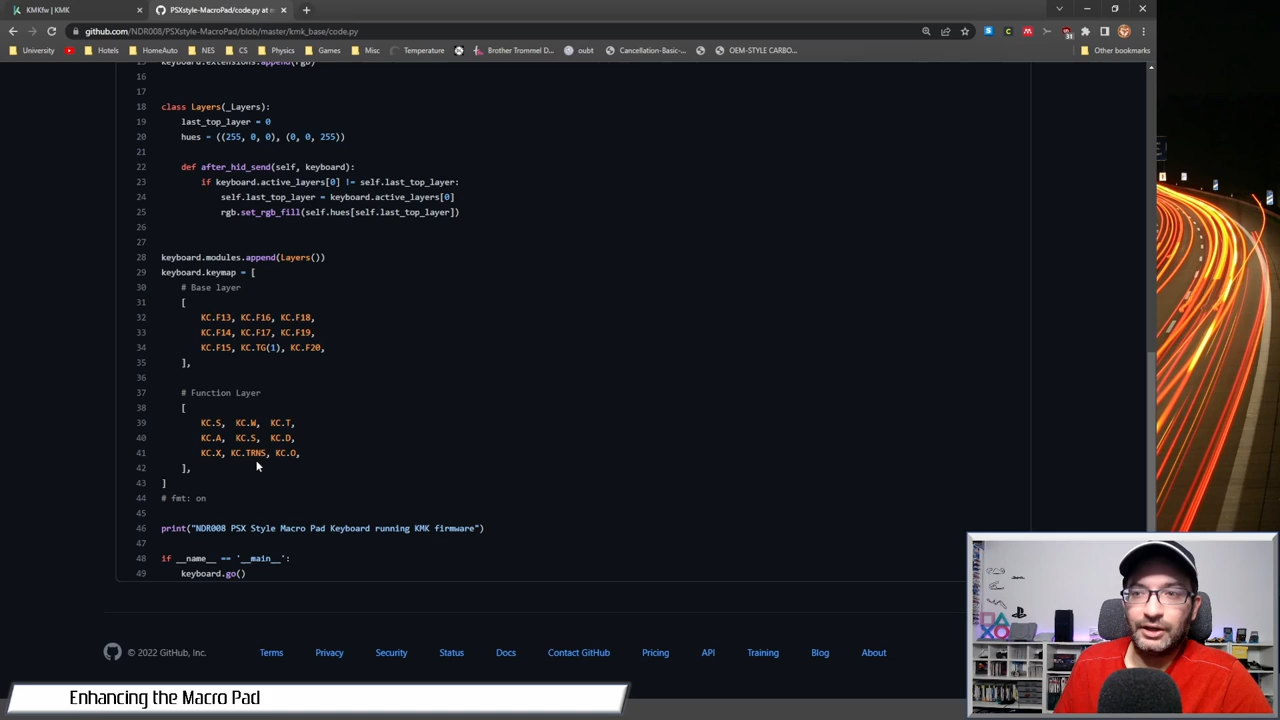 KMKfw | KMK
PSXstyle-MacroPad/code.py at m
github.com/NDR008/PSXstyle-MacroPad/blob/master/kmk_base/code.py
University Hotels HomeAuto NES CS Physics Games Misc Temperature Brother Trommel D... oubt Cancellation-Basic-... OEM-STYLE CARBO... Other bookmarks
15 keyboard.extensions.append(rgb)
16
17
18 class Layers(_Layers):
19 last_top_layer = 0
20 hues = ((255, 0, 0), (0, 0, 255))
21
22 def after_hid_send(self, keyboard):
23 if keyboard.active_layers[0] != self.last_top_layer:
24 self.last_top_layer = keyboard.active_layers[0]
25 rgb.set_rgb_fill(self.hues[self.last_top_layer])
26
27
28 keyboard.modules.append(Layers())
29 keyboard.keymap = [
30 # Base layer
31 [
32 KC.F13, KC.F16, KC.F18,
33 KC.F14, KC.F17, KC.F19,
34 KC.F15, KC.TG(1), KC.F20,
35 ],
36
37 # Function Layer
38 [
39 KC.S, KC.W, KC.T,
40 KC.A, KC.S, KC.D,
41 KC.X, KC.TRNS, KC.O,
42 ],
43 ]
44 # fmt: on
45
46 print("NDR008 PSX Style Macro Pad Keyboard running KMK firmware")
47
48 if __name__ == '__main__':
49 keyboard.go()
© 2022 GitHub, Inc. Terms Privacy Security Status Docs Contact GitHub Pricing API Training Blog About
Enhancing the Macro Pad